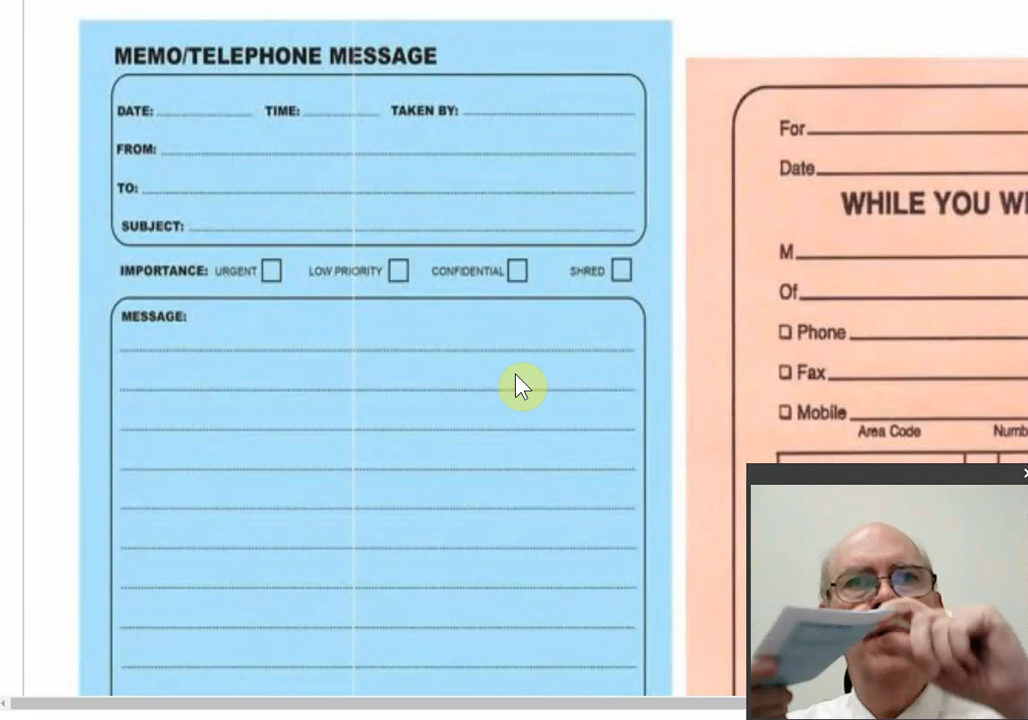 MEMO/TELEPHONE MESSAGE
DATE: TIME: TAKEN BY:
FROM:
TO:
SUBJECT:
IMPORTANCE: URGENT LOW PRIORITY CONFIDENTIAL SHRED
MESSAGE:
For
Date
WHILE YOU W
M
Of
Phone
Fax
Mobile
Area Code Numb